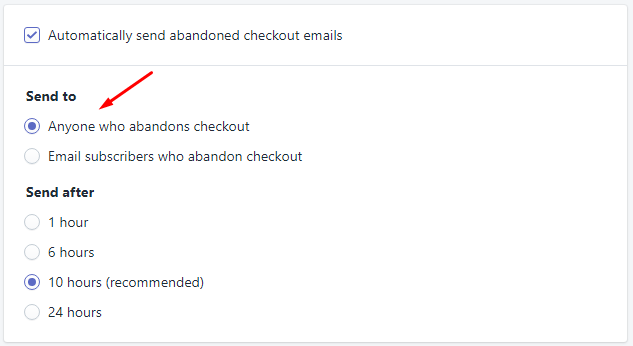 Automatically send abandoned checkout emails
Send to
Anyone who abandons checkout
Email subscribers who abandon checkout
Send after
1 hour
6 hours
10 hours (recommended)
24 hours